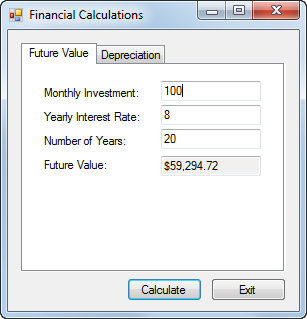 Financial Calculations
Future Value Depreciation
Monthly Investment: 100
Yearly Interest Rate: 8
Number of Years: 20
Future Value: $59,294.72
Calculate Exit